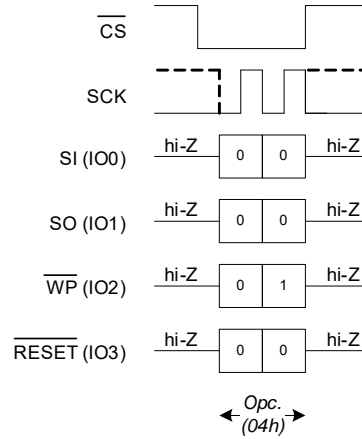 CS
SCK
hi-Z hi-Z
SI (IO0) 0 0
hi-Z hi-Z
SO (IO1) 0 0
hi-Z hi-Z
WP (IO2) 0 1
hi-Z hi-Z
RESET (IO3) 0 0
Opc.
(04h)